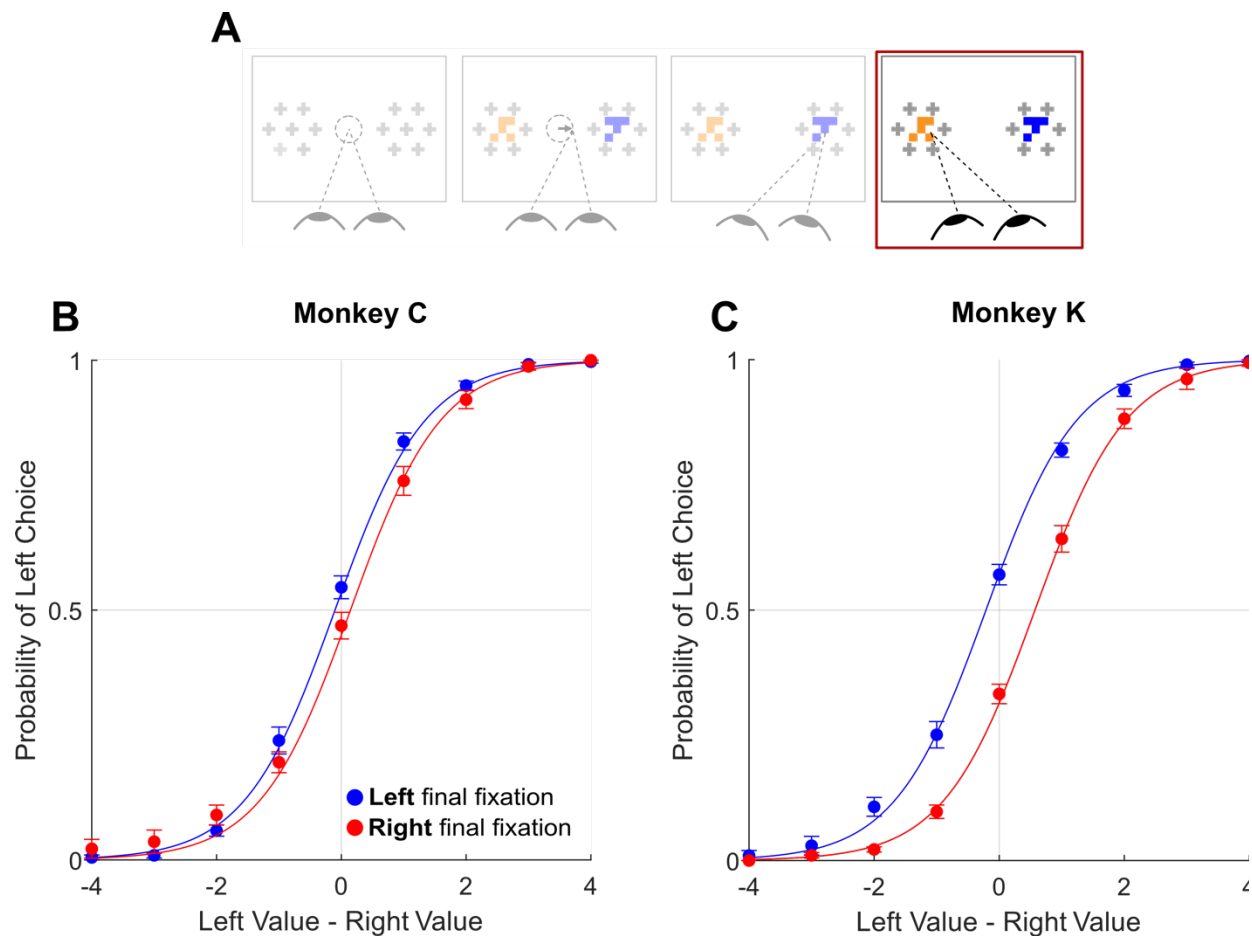 A
B
Monkey C
1
0.5
0
Probability of Left Choice
-4
-2
0
2
4
Left Value - Right Value
Left final fixation
Right final fixation
C
Monkey K
1
0.5
0
Probability of Left Choice
-4
-2
0
2
4
Left Value - Right Value